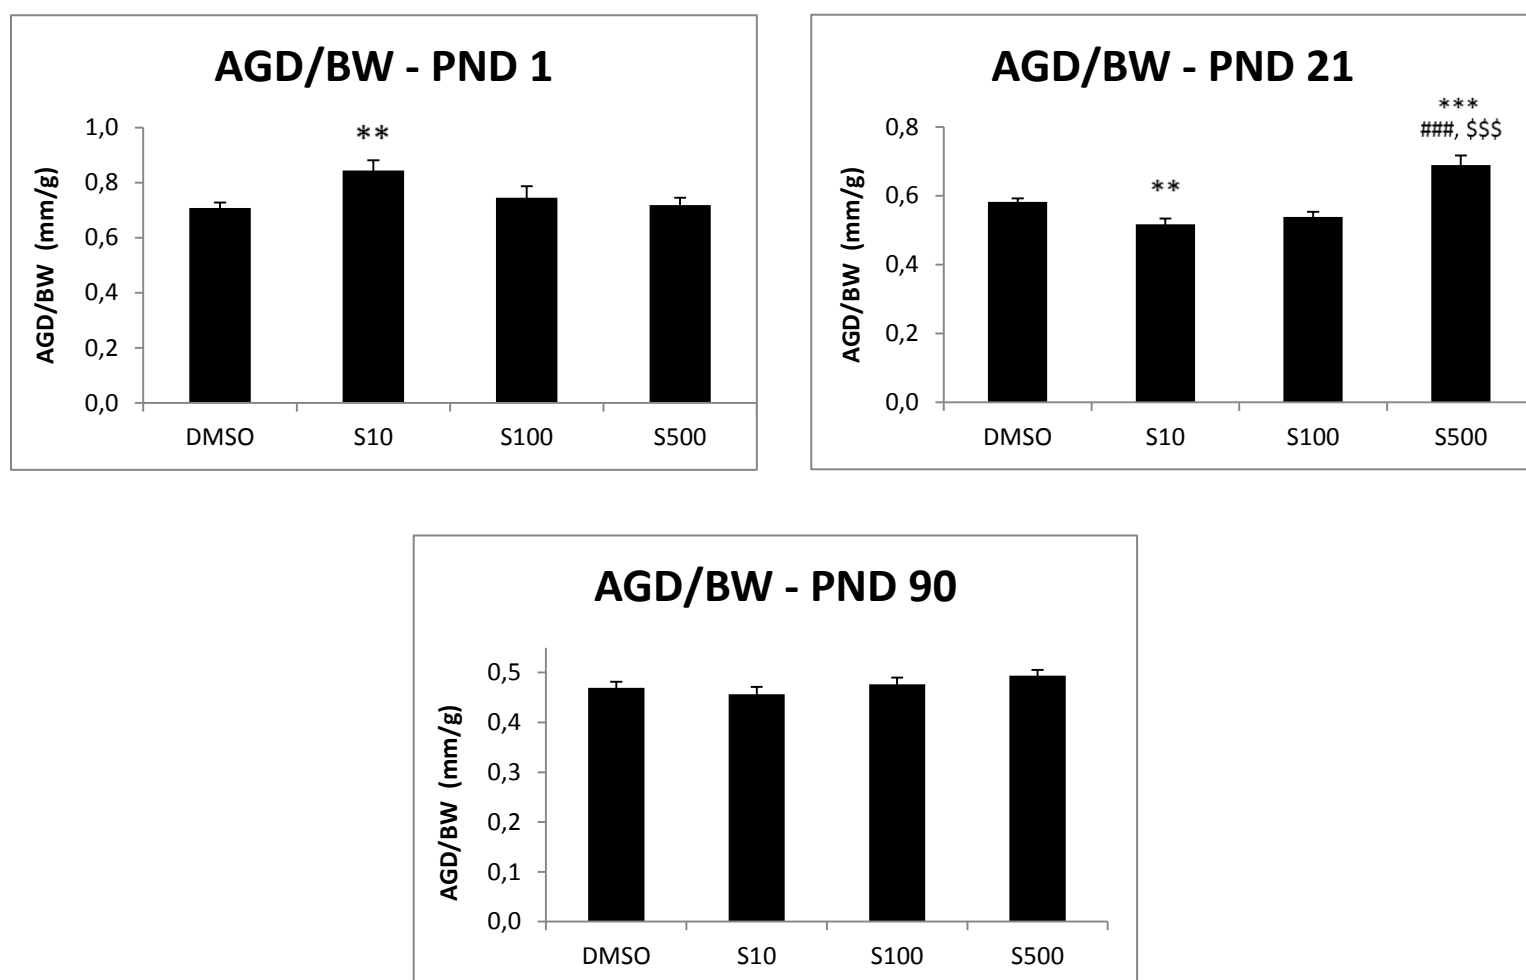 AGD/BW - PND 1
AGD/BW (mm/g)
1,0
0,8
0,6
0,4
0,2
0,0
**
DMSO S10 S100 S500
AGD/BW - PND 21
AGD/BW (mm/g)
0,8
0,6
0,4
0,2
0,0
**
***
###, $$$
DMSO S10 S100 S500
AGD/BW - PND 90
AGD/BW (mm/g)
0,5
0,4
0,3
0,2
0,1
0,0
DMSO S10 S100 S500